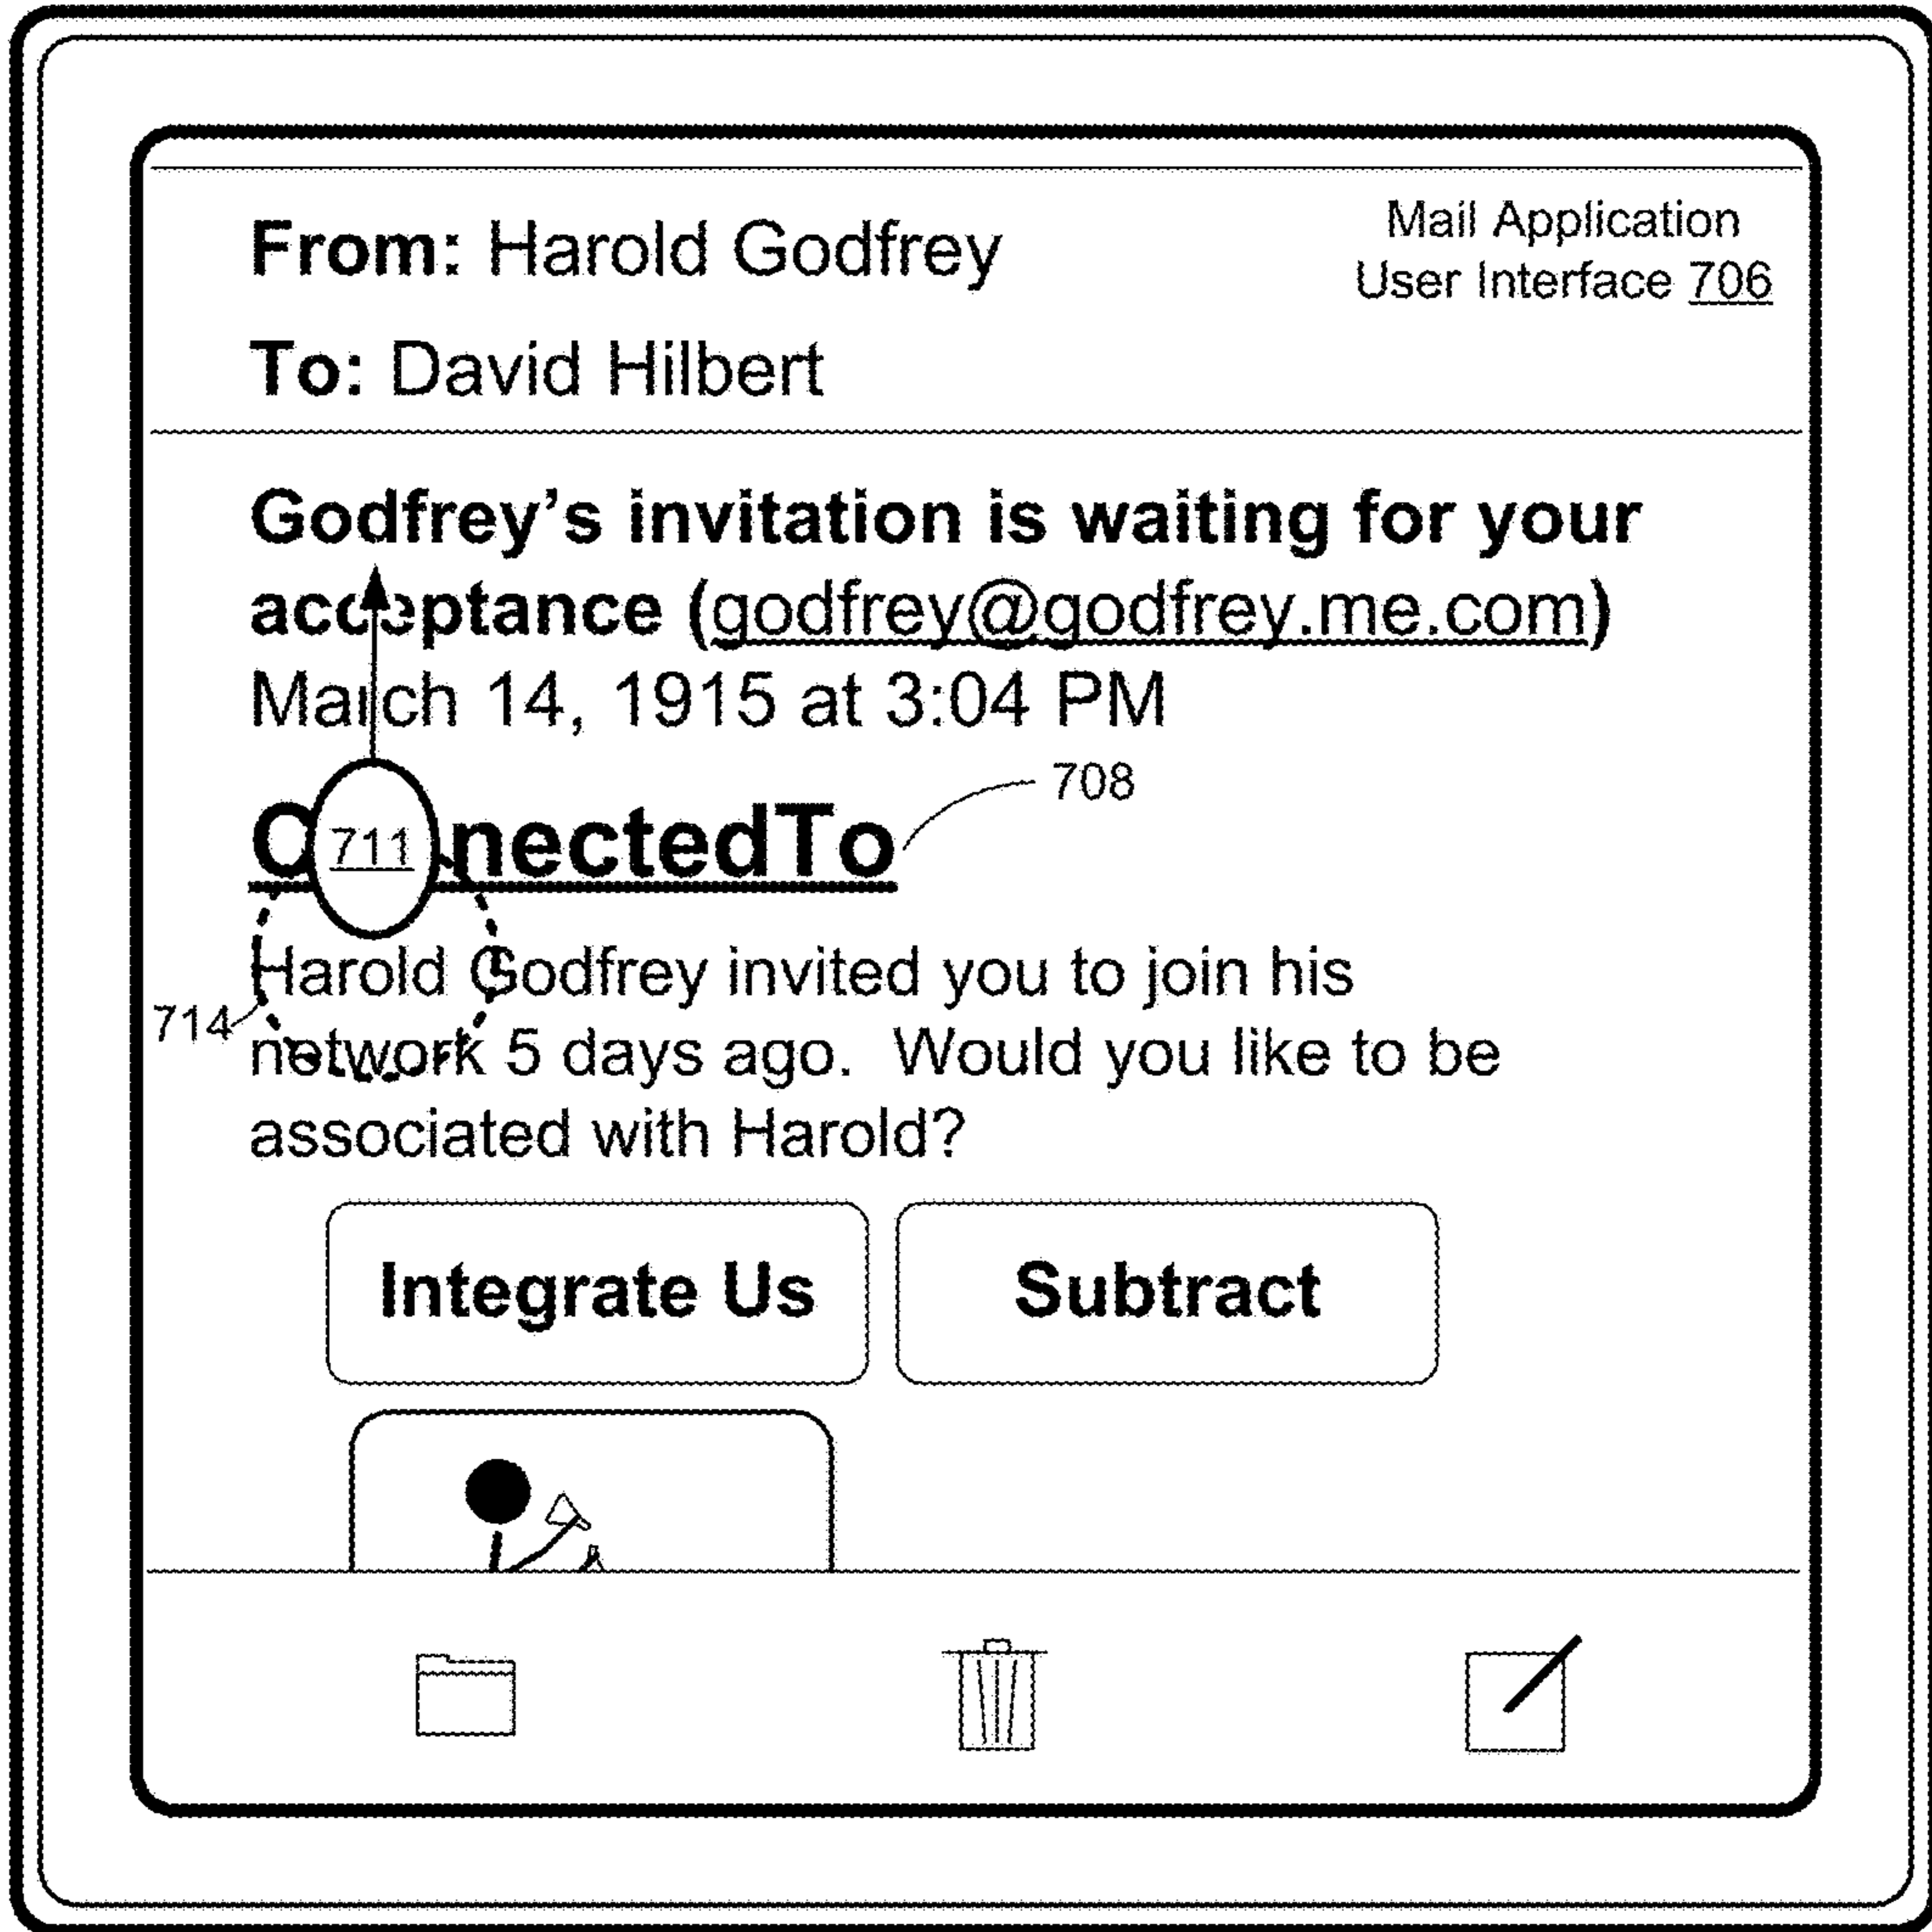 From: Harold Godfrey
Mail Application
User Interface 706
To: David Hilbert
Godfrey’s invitation is waiting for your
acceptance (godfrey@godfrey.me.com)
March 14, 1915 at 3:04 PM
708
C 711 nectedTo
Harold Godfrey invited you to join his
714
network 5 days ago. Would you like to be
associated with Harold?
Integrate Us
Subtract